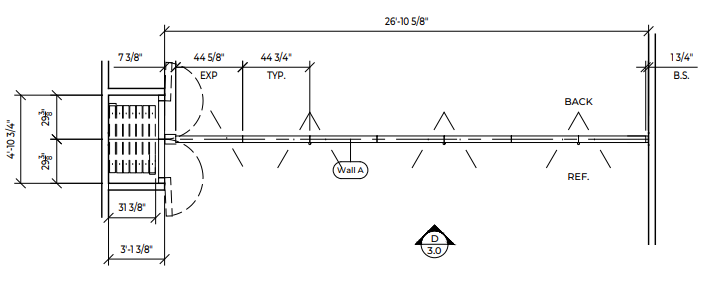 26'-10 5/8"
7 3/8"
44 5/8"
44 3/4"
1 3/4"
EXP
TYP.
B.S.
BACK
29 3/8"
4'-10 3/4"
29 3/8"
Wall A
REF.
31 3/8"
D
3.0
3'-1 3/8"